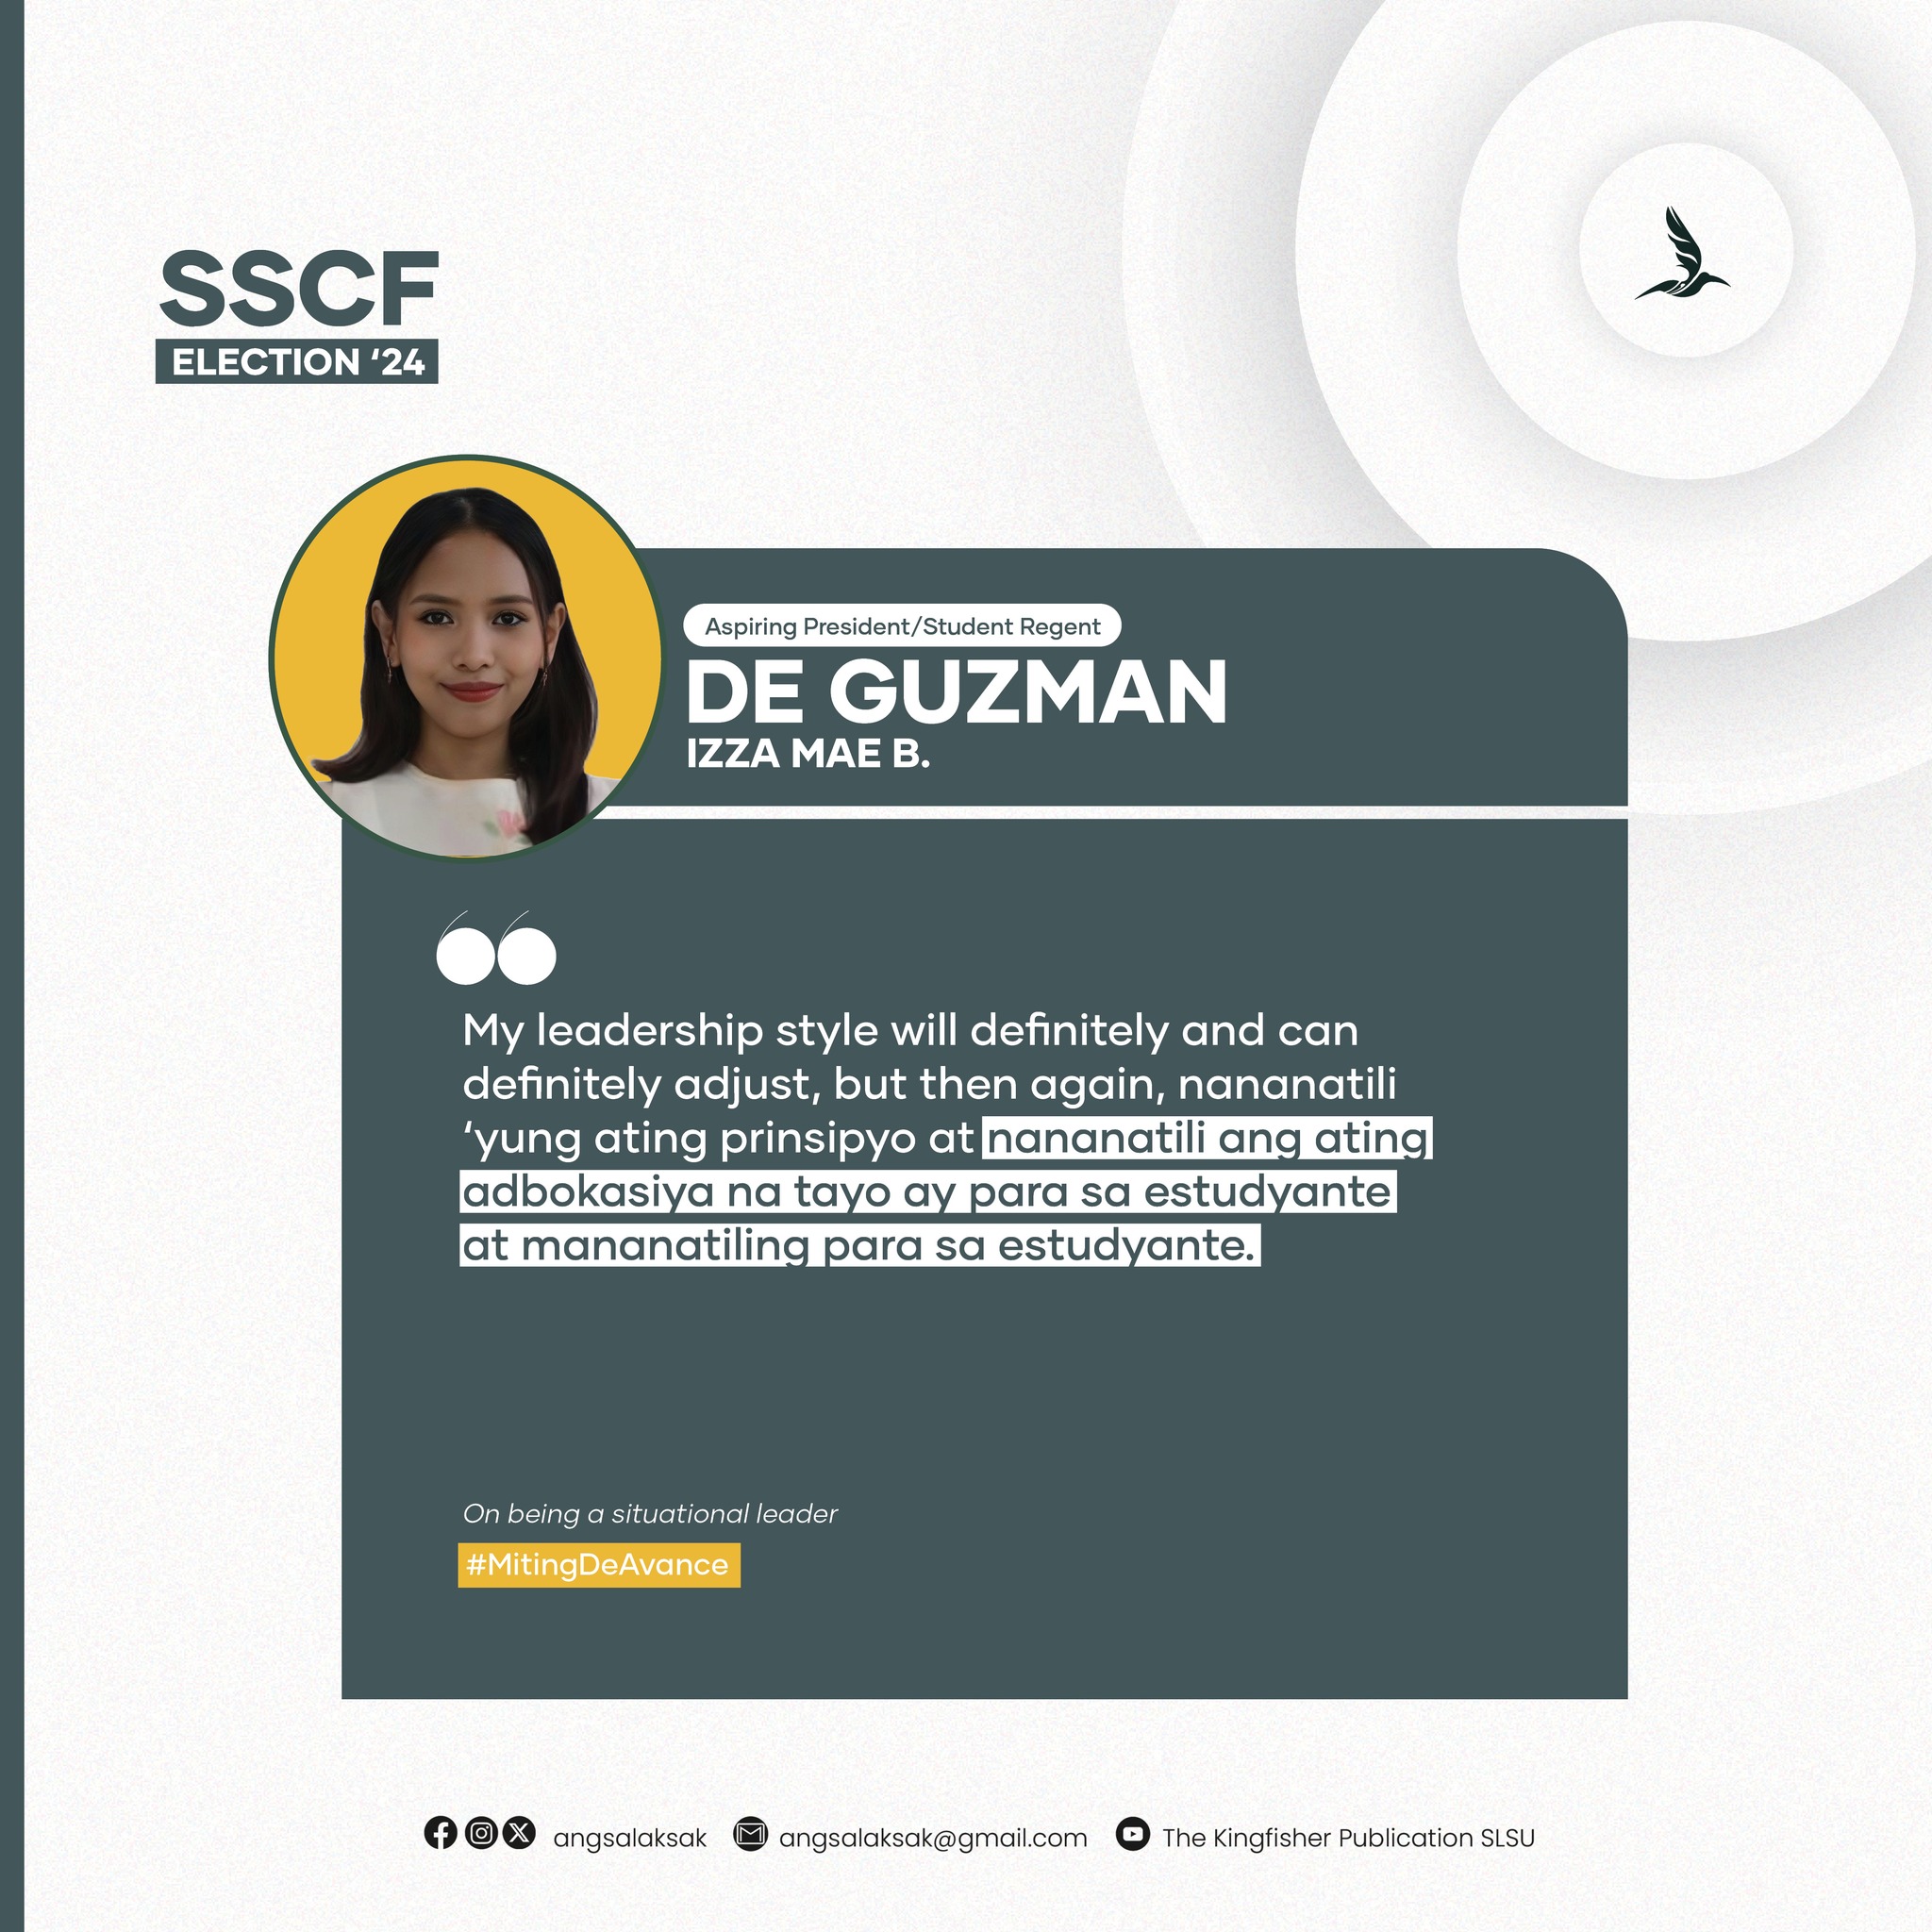 SSCF
ELECTION ‘24
Aspiring President/Student Regent
DE GUZMAN
IZZA MAE B.
My leadership style will definitely and can
definitely adjust, but then again, nananatili
‘yung ating prinsipyo at nananatili ang ating
adbokasiya na tayo ay para sa estudyante
at mananatiling para sa estudyante.
On being a situational leader
#MitingDeAvance
angsalaksak angsalaksak@gmail.com The Kingfisher Publication SLSU